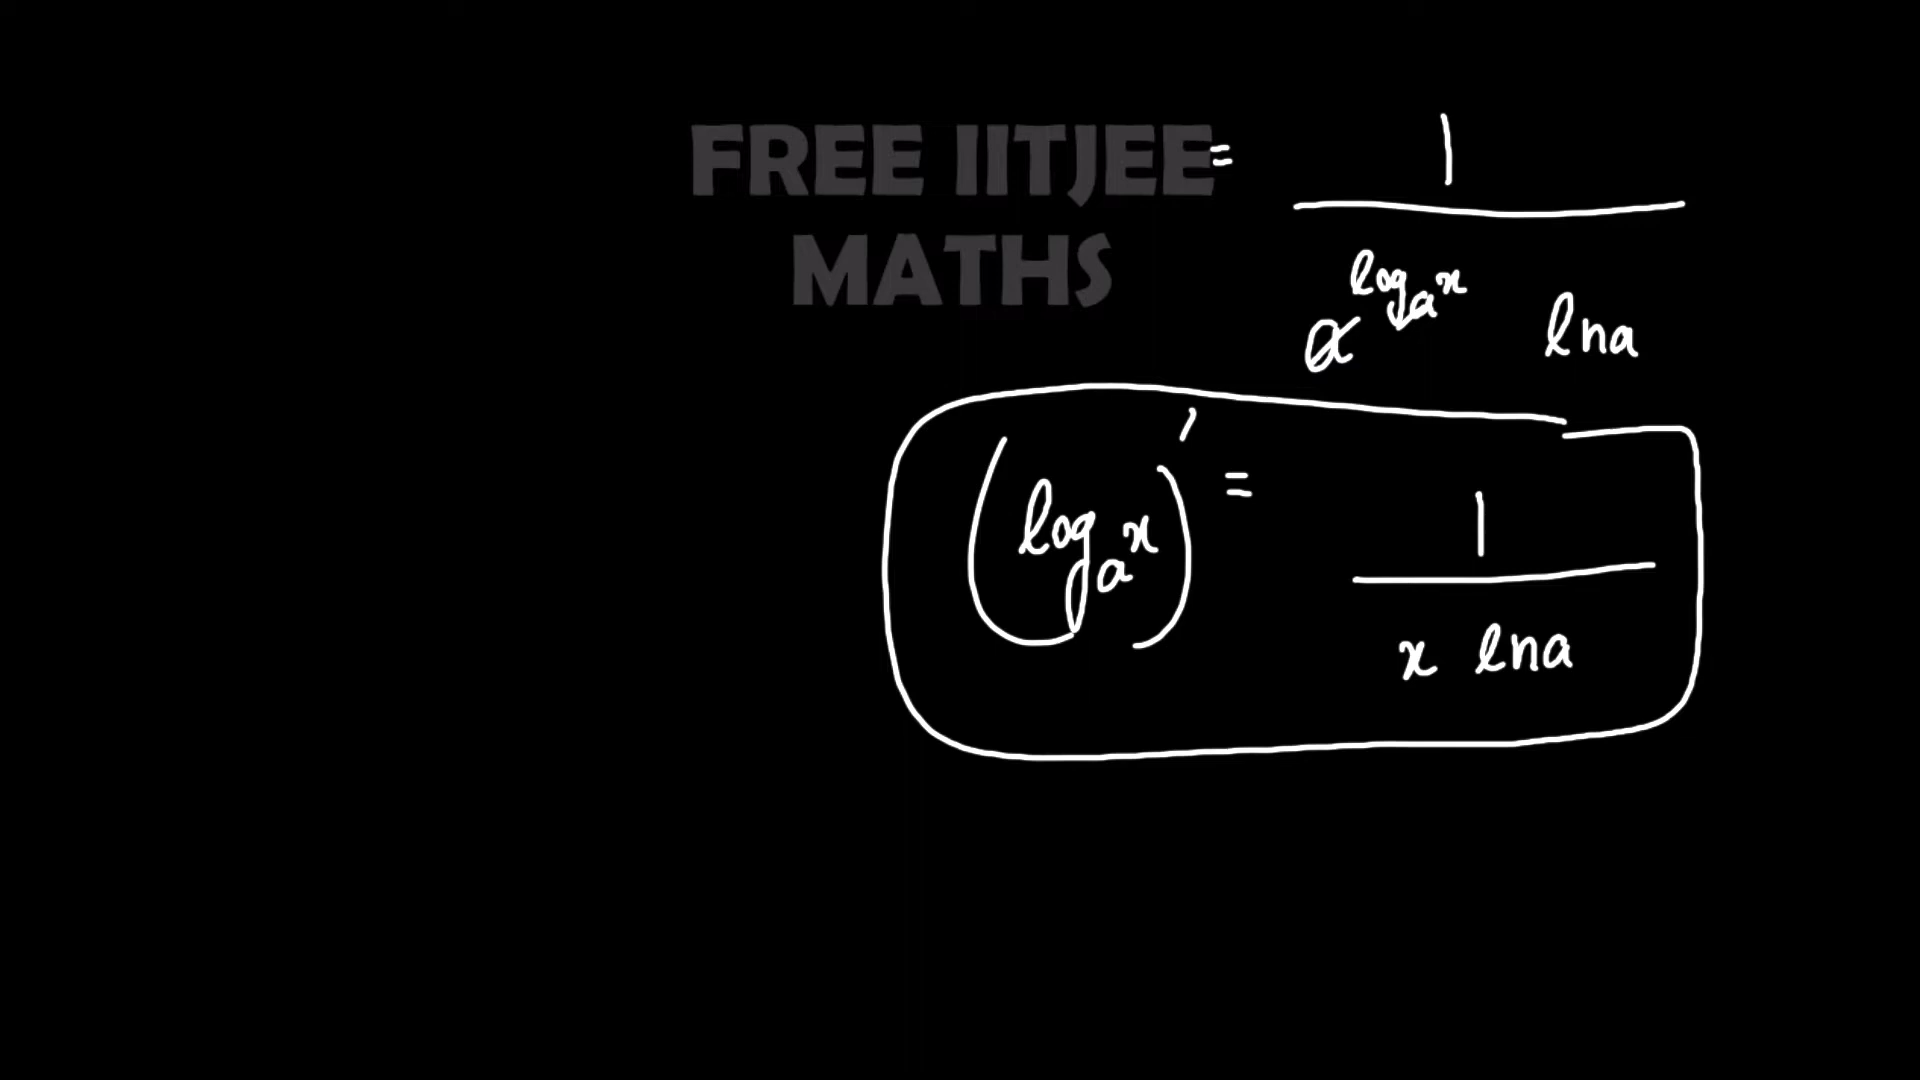 FREE IITJEE
MATHS
= 1
a^log_a x ln a
(log_a x)' = 1
x ln a